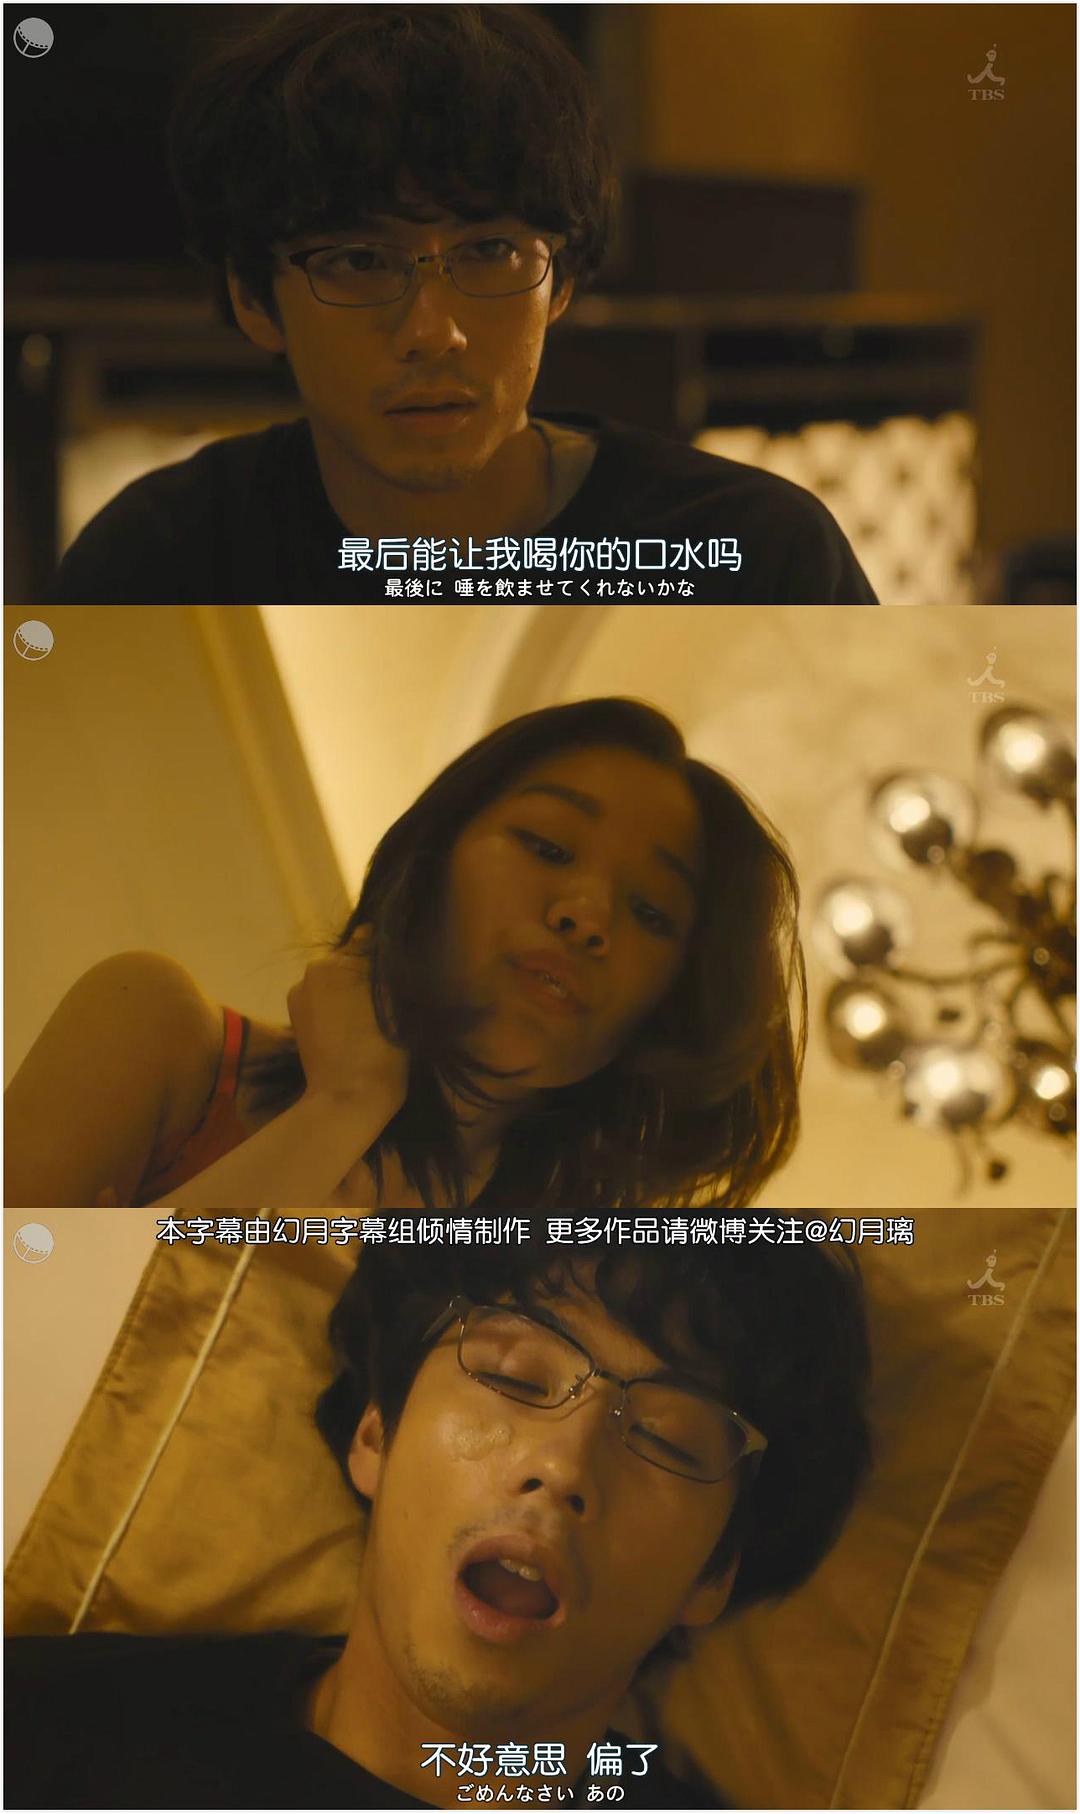 TBS
最后能让我喝你的口水吗
最後に 唾を飲ませてくれないかな
TBS
本字幕由幻月字幕组倾情制作 更多作品请微博关注@幻月璃
TBS
不好意思 偏了
ごめんなさい あの